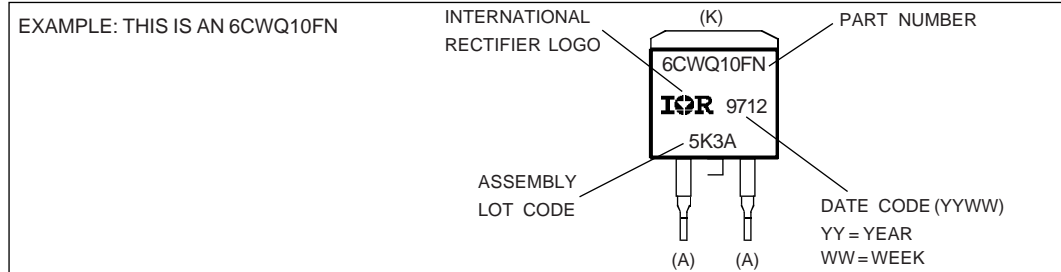 EXAMPLE: THIS IS AN 6CWQ10FN
INTERNATIONAL
RECTIFIER LOGO
(K)
PART NUMBER
6CWQ10FN
IOR 9712
5K3A
ASSEMBLY
LOT CODE
DATE CODE (YYWW)
YY = YEAR
WW = WEEK
(A) (A)